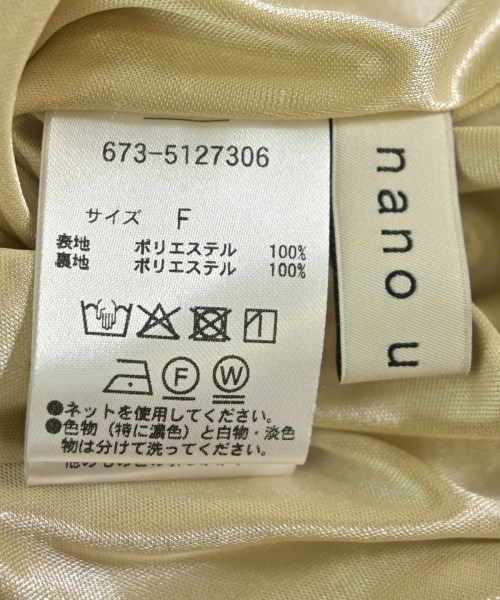 673-5127306
サイズ F
表地 ポリエステル 100%
裏地 ポリエステル 100%
F W
●ネットを使用してください。
●色物（特に濃色）と白物・淡色
物は分けて洗ってください。
nano u